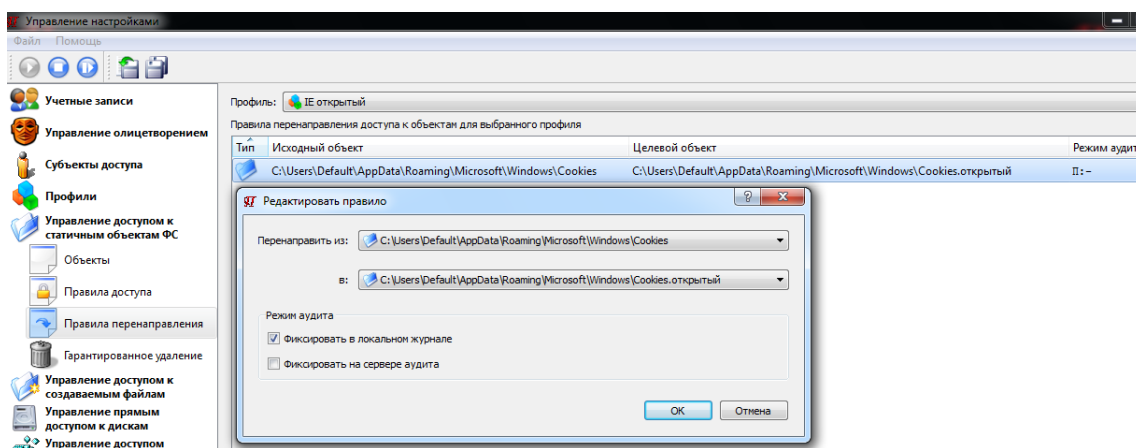 Управление настройками
Файл Помощь
Учетные записи
Управление олицетворением
Субъекты доступа
Профили
Управление доступом к
статичным объектам ФС
Объекты
Правила доступа
Правила перенаправления
Гарантированное удаление
Управление доступом к
создаваемым файлам
Управление прямым
доступом к дискам
Управление доступом
Профиль: IE открытый
Правила перенаправления доступа к объектам для выбранного профиля
Тип Исходный объект Целевой объект Режим аудит
C:\Users\Default\AppData\Roaming\Microsoft\Windows\Cookies C:\Users\Default\AppData\Roaming\Microsoft\Windows\Cookies.открытый П:-
Редактировать правило
Перенаправить из: C:\Users\Default\AppData\Roaming\Microsoft\Windows\Cookies
в: C:\Users\Default\AppData\Roaming\Microsoft\Windows\Cookies.открытый
Режим аудита
Фиксировать в локальном журнале
Фиксировать на сервере аудита
ОК Отмена